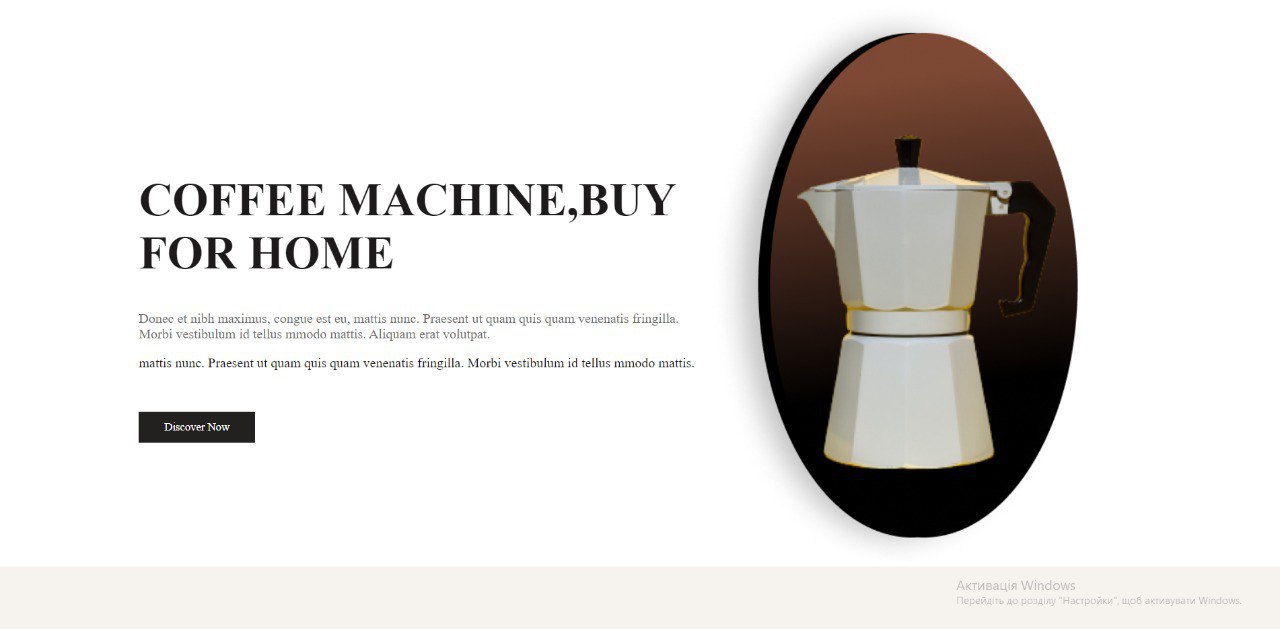 COFFEE MACHINE,BUY
FOR HOME
Donec et nibh maximus, congue est eu, mattis nunc. Praesent ut quam quis quam venenatis fringilla.
Morbi vestibulum id tellus mmodo mattis. Aliquam erat volutpat.
mattis nunc. Praesent ut quam quis quam venenatis fringilla. Morbi vestibulum id tellus mmodo mattis.
Discover Now
Активація Windows
Перейдіть до розділу "Настройки", щоб активувати Windows.